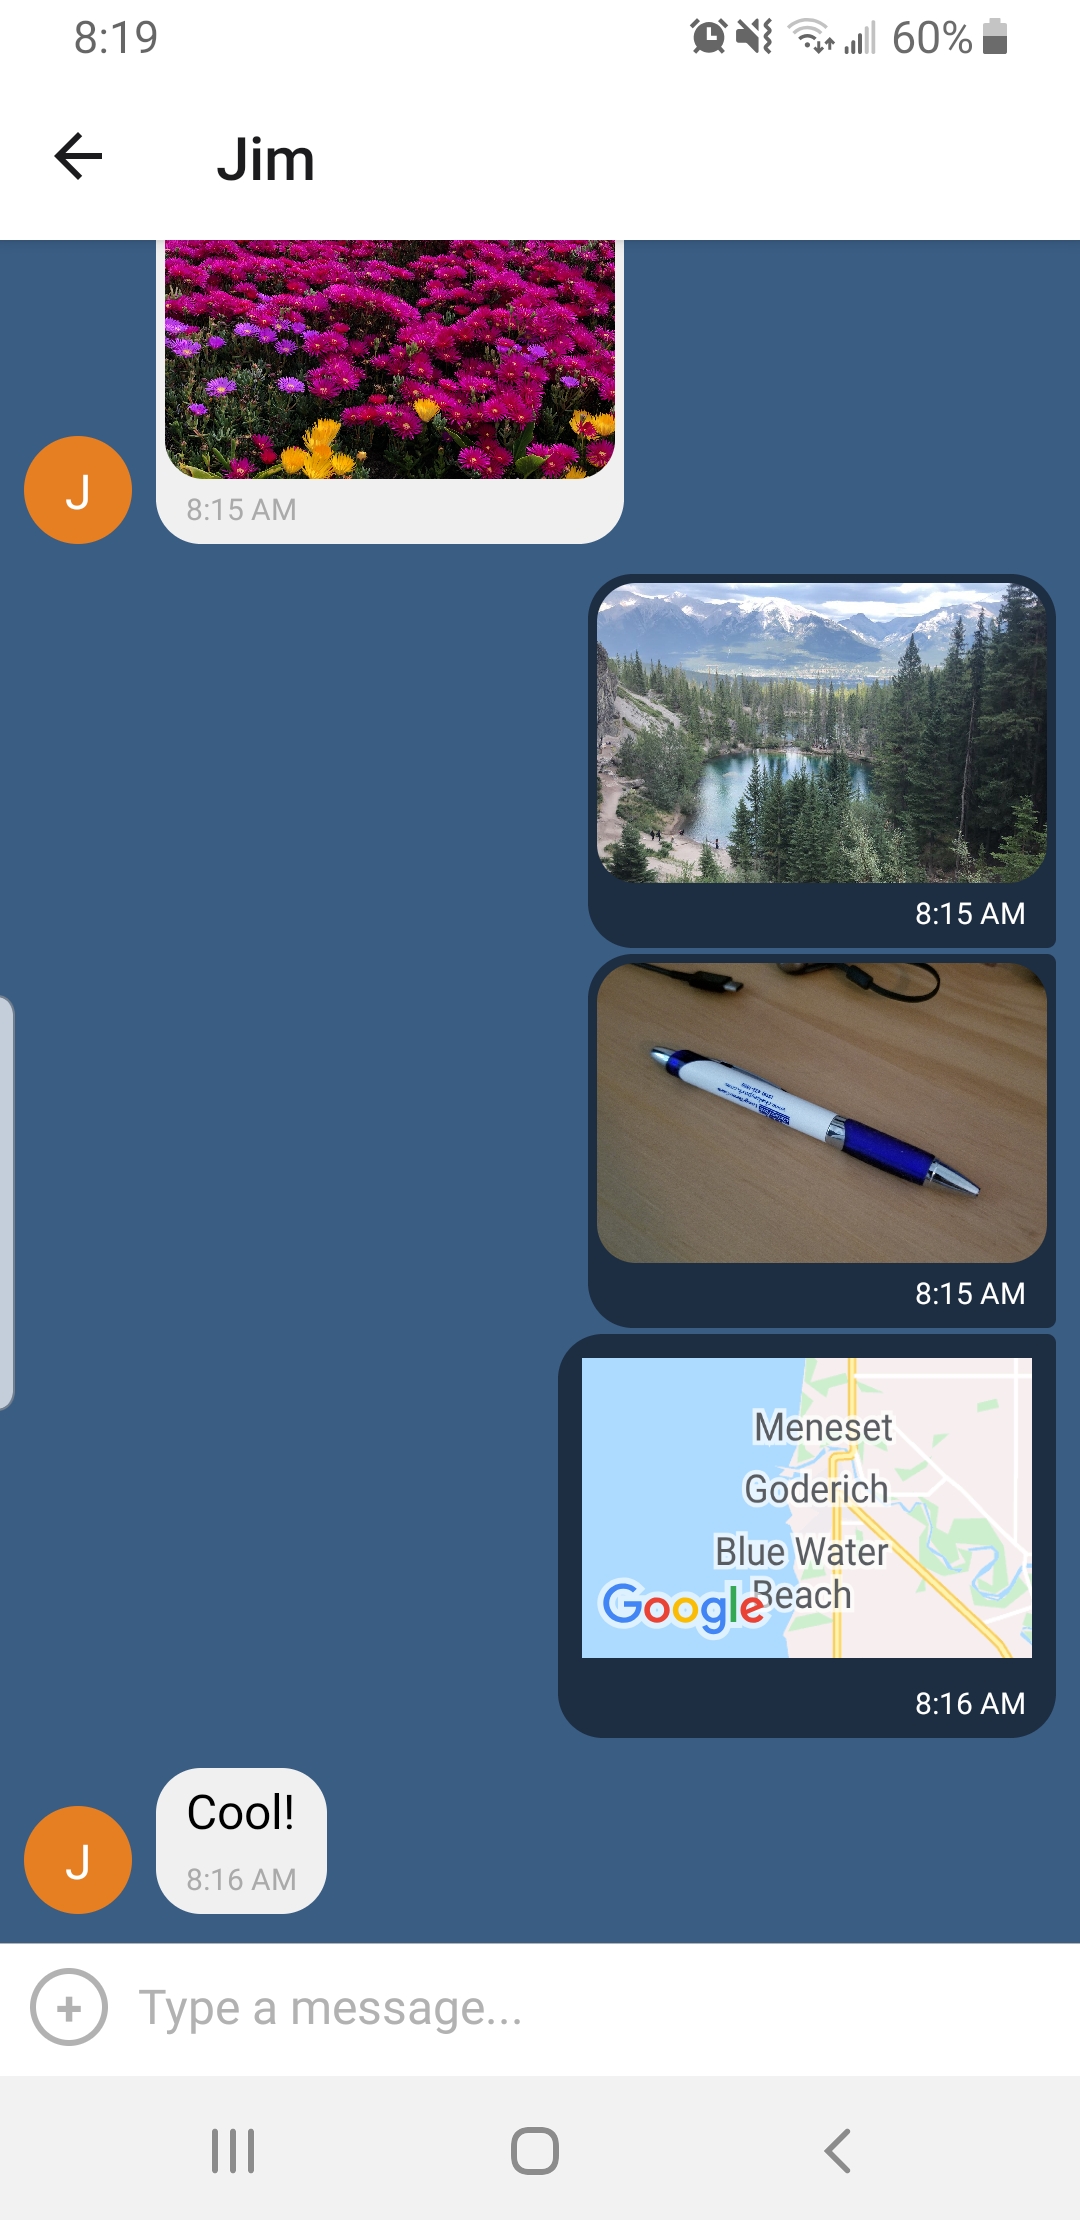 8:19
60%
Jim
J
8:15 AM
8:15 AM
8:15 AM
Meneset
Goderich
Blue Water
Beach
Google
8:16 AM
Cool!
J
8:16 AM
+
Type a message...